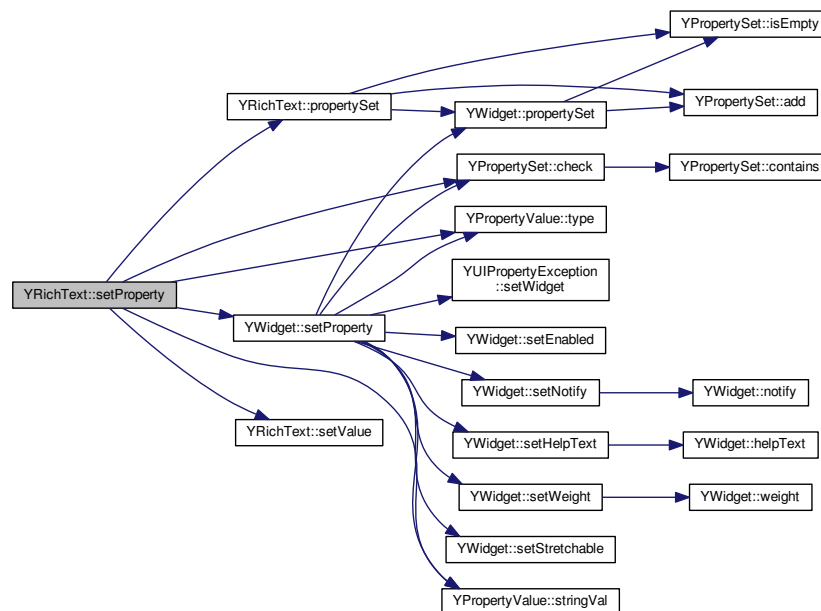 YPropertySet::isEmpty
YRichText::propertySet
YPropertySet::add
YWidget::propertySet
YPropertySet::check
YPropertySet::contains
YPropertyValue::type
YUIPropertyException
::setWidget
YRichText::setProperty
YWidget::setProperty
YWidget::setEnabled
YWidget::setNotify
YWidget::notify
YRichText::setValue
YWidget::setHelpText
YWidget::helpText
YWidget::setWeight
YWidget::weight
YWidget::setStretchable
YPropertyValue::stringVal